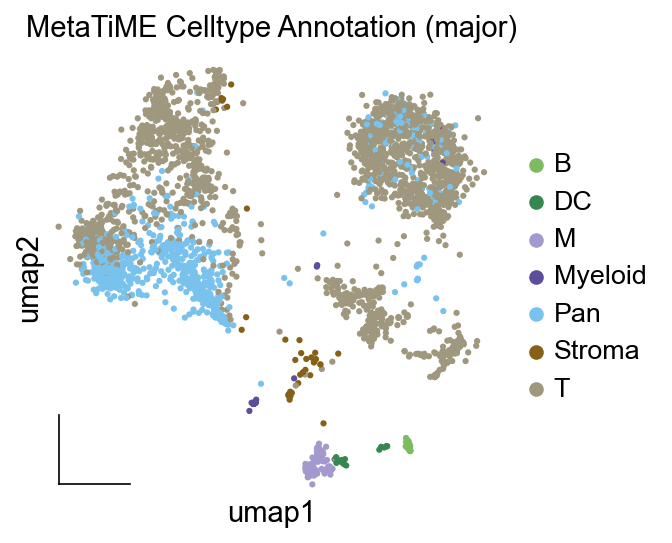 MetaTiME Celltype Annotation (major)
B
DC
M
Myeloid
Pan
Stroma
T
umap2
umap1